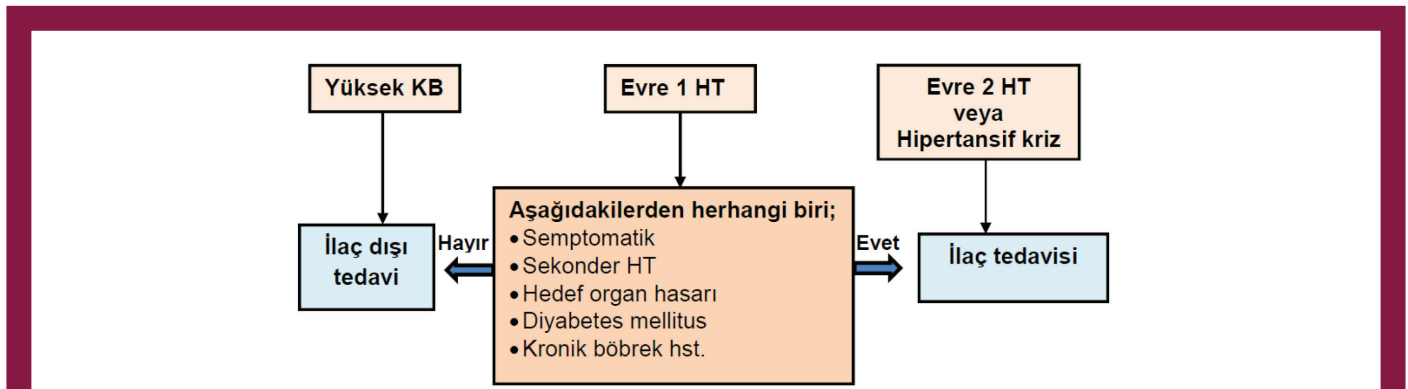 Yüksek KB
Evre 1 HT
Evre 2 HT
veya
Hipertansif kriz
Aşağıdakilerden herhangi biri;
• Semptomatik
• Sekonder HT
• Hedef organ hasarı
• Diyabetes mellitus
• Kronik böbrek hst.
Hayır
İlaç dışı
tedavi
Evet
İlaç tedavisi